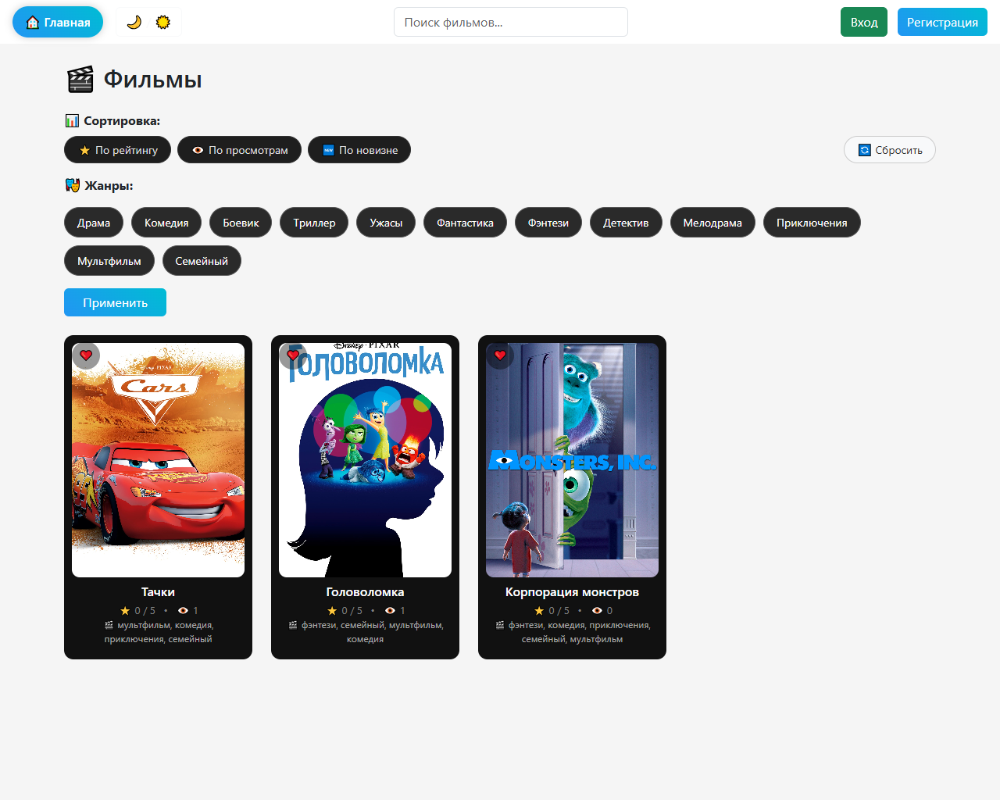 🏠 Главная
🌙 ☀
Поиск фильмов...
Вход
Регистрация
🎬 Фильмы
📊 Сортировка:
⭐ По рейтингу
👁 По просмотрам
🆕 По новизне
🔄 Сбросить
🎭 Жанры:
Драма
Комедия
Боевик
Триллер
Ужасы
Фантастика
Фэнтези
Детектив
Мелодрама
Приключения
Мультфильм
Семейный
Применить
Disney · PIXAR
Cars
95
Disney · PIXAR
Головоломка
Monsters, Inc.
Тачки
⭐ 0 / 5 • 👁 1
🎬 мультфильм, комедия,
приключения, семейный
Головоломка
⭐ 0 / 5 • 👁 1
🎬 фэнтези, семейный, мультфильм,
комедия
Корпорация монстров
⭐ 0 / 5 • 👁 0
🎬 фэнтези, комедия, приключения,
семейный, мультфильм